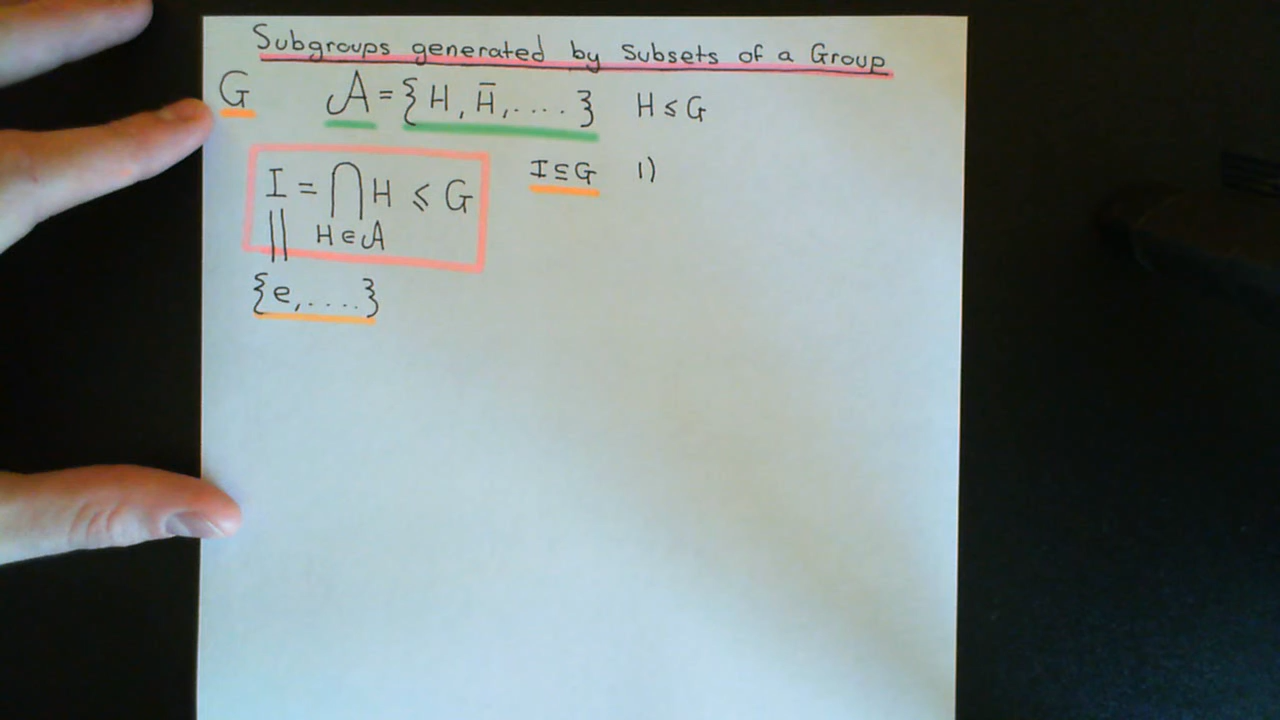 Subgroups generated by Subsets of a Group
G 𝒜 = {H, H̄, ....} H ≤ G
I = ⋂ H ≤ G I ⊆ G 1)
|| H ∈ 𝒜
{e, ....}